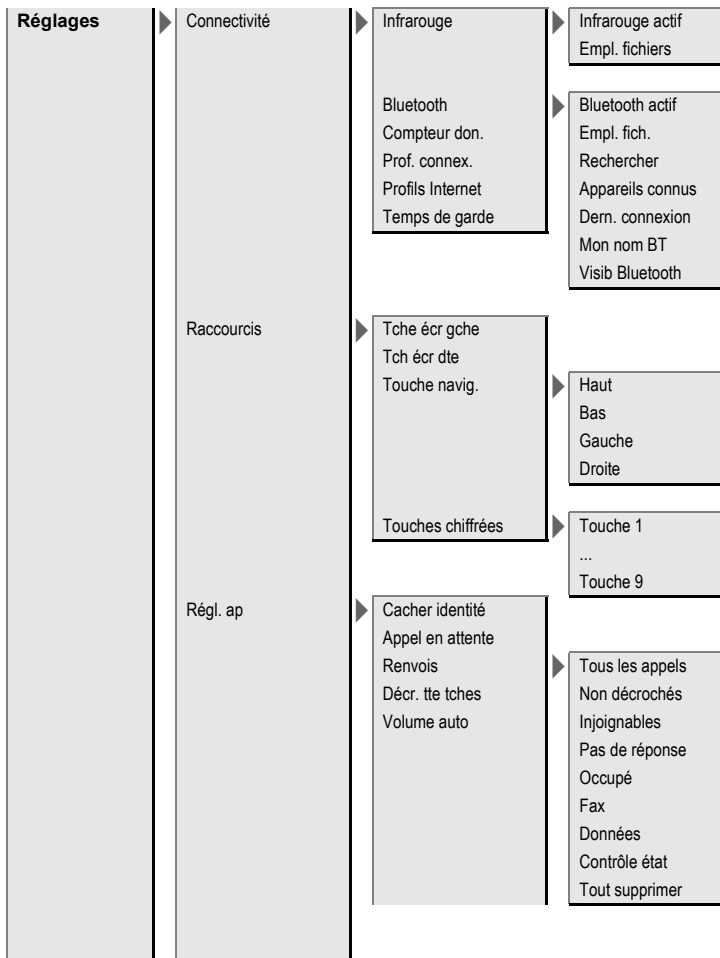 Réglages
Connectivité
Infrarouge
Infrarouge actif
Empl. fichiers
Bluetooth
Bluetooth actif
Compteur don.
Empl. fich.
Prof. connex.
Rechercher
Profils Internet
Appareils connus
Temps de garde
Dern. connexion
Mon nom BT
Visib Bluetooth
Raccourcis
Tche écr gche
Tch écr dte
Touche navig.
Haut
Bas
Gauche
Droite
Touches chiffrées
Touche 1
...
Touche 9
Régl. ap
Cacher identité
Appel en attente
Renvois
Tous les appels
Décr. tte tches
Non décrochés
Volume auto
Injoignables
Pas de réponse
Occupé
Fax
Données
Contrôle état
Tout supprimer